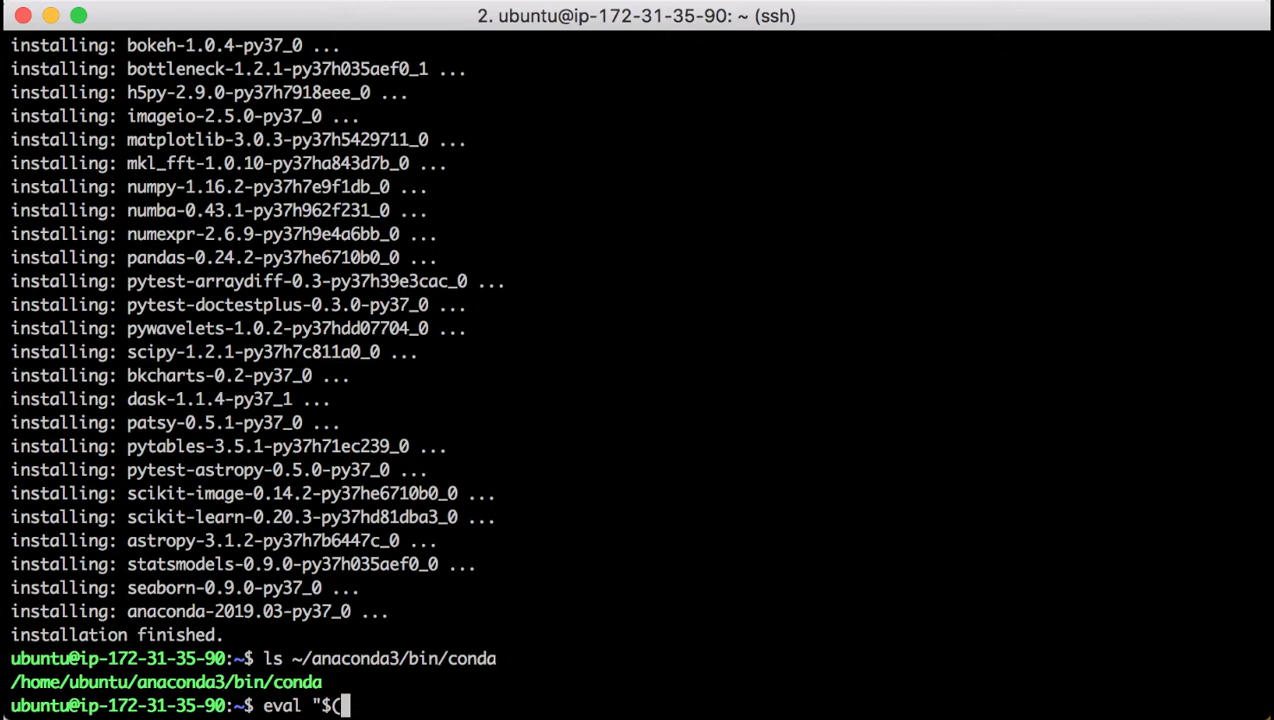 2. ubuntu@ip-172-31-35-90: ~ (ssh)
installing: bokeh-1.0.4-py37_0 ...
installing: bottleneck-1.2.1-py37h035aef0_1 ...
installing: h5py-2.9.0-py37h7918eee_0 ...
installing: imageio-2.5.0-py37_0 ...
installing: matplotlib-3.0.3-py37h5429711_0 ...
installing: mkl_fft-1.0.10-py37ha843d7b_0 ...
installing: numpy-1.16.2-py37h7e9f1db_0 ...
installing: numba-0.43.1-py37h962f231_0 ...
installing: numexpr-2.6.9-py37h9e4a6bb_0 ...
installing: pandas-0.24.2-py37he6710b0_0 ...
installing: pytest-arraydiff-0.3-py37h39e3cac_0 ...
installing: pytest-doctestplus-0.3.0-py37_0 ...
installing: pywavelets-1.0.2-py37hdd07704_0 ...
installing: scipy-1.2.1-py37h7c811a0_0 ...
installing: bkcharts-0.2-py37_0 ...
installing: dask-1.1.4-py37_1 ...
installing: patsy-0.5.1-py37_0 ...
installing: pytables-3.5.1-py37h71ec239_0 ...
installing: pytest-astropy-0.5.0-py37_0 ...
installing: scikit-image-0.14.2-py37he6710b0_0 ...
installing: scikit-learn-0.20.3-py37hd81dba3_0 ...
installing: astropy-3.1.2-py37h7b6447c_0 ...
installing: statsmodels-0.9.0-py37h035aef0_0 ...
installing: seaborn-0.9.0-py37_0 ...
installing: anaconda-2019.03-py37_0 ...
installation finished.
ubuntu@ip-172-31-35-90:~$ ls ~/anaconda3/bin/conda
/home/ubuntu/anaconda3/bin/conda
ubuntu@ip-172-31-35-90:~$ eval "$(